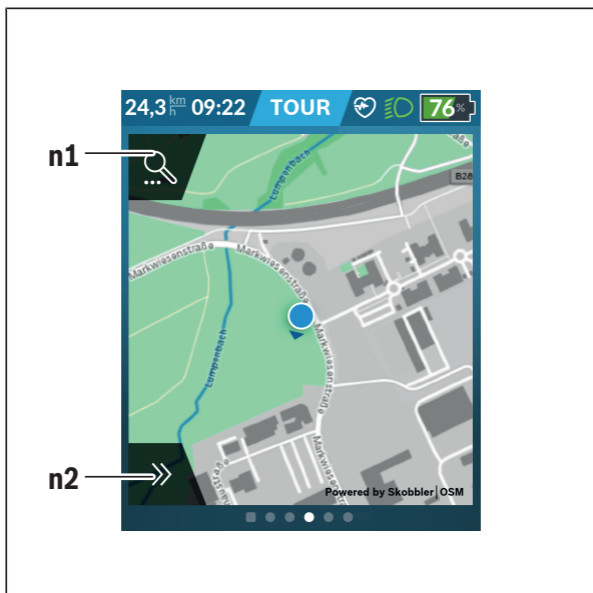 24,3 km/h 09:22 TOUR 76%
n1
Lumpenbach
B28
Markwiesenstraße
Markwiesenstraße
Lumpenbach
Markwiesenstraße
n2
Markwiesenstraße
Powered by Skobbler|OSM